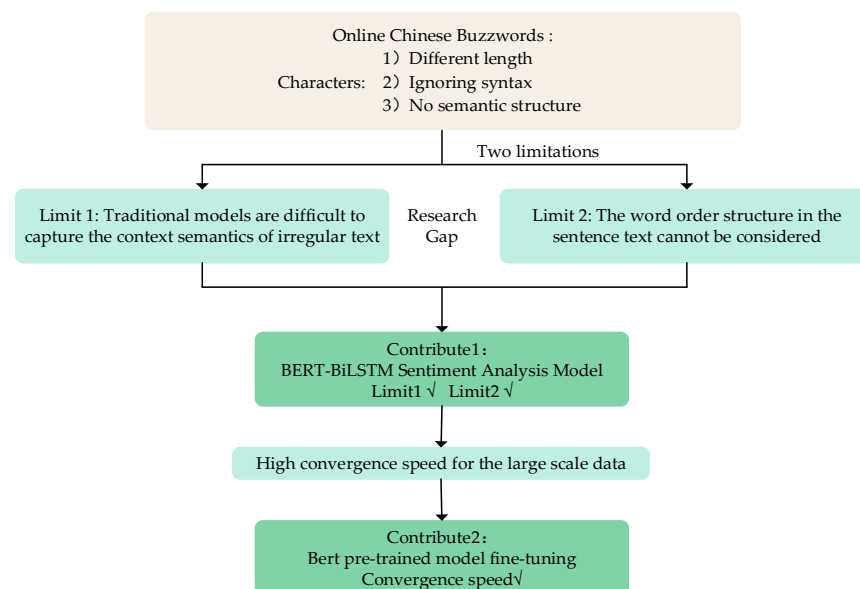 Online Chinese Buzzwords :
1）Different length
Characters: 2）Ignoring syntax
3）No semantic structure
Two limitations
Limit 1: Traditional models are difficult to
capture the context semantics of irregular text
Research
Gap
Limit 2: The word order structure in the
sentence text cannot be considered
Contribute1：
BERT-BiLSTM Sentiment Analysis Model
Limit1 √ Limit2 √
High convergence speed for the large scale data
Contribute2：
Bert pre-trained model fine-tuning
Convergence speed√